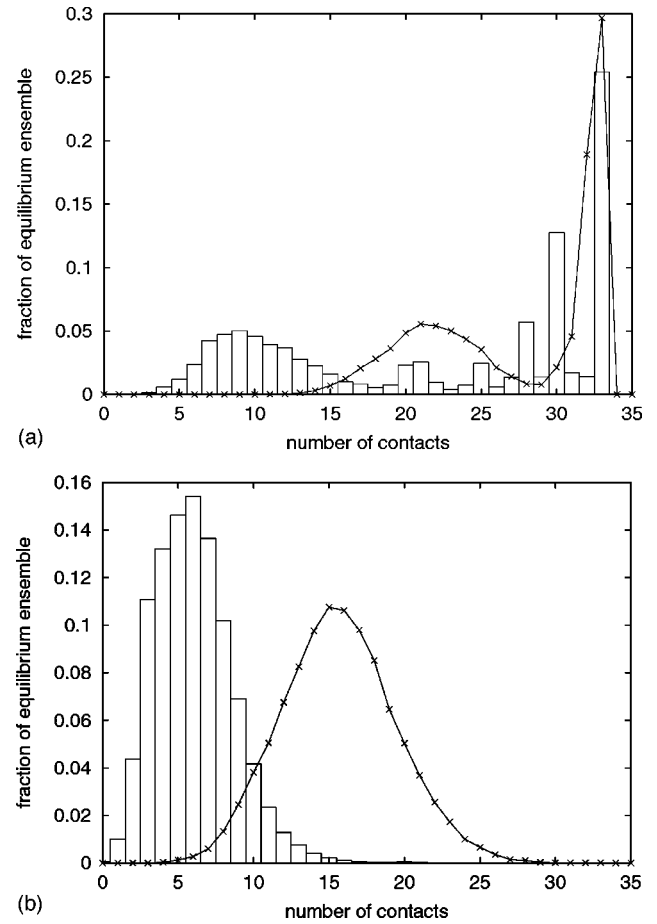 0.3
0.25
0.2
0.15
0.1
0.05
0
fraction of equilibrium ensemble
0 5 10 15 20 25 30 35
number of contacts
(a)
0.16
0.14
0.12
0.1
0.08
0.06
0.04
0.02
0
fraction of equilibrium ensemble
0 5 10 15 20 25 30 35
number of contacts
(b)